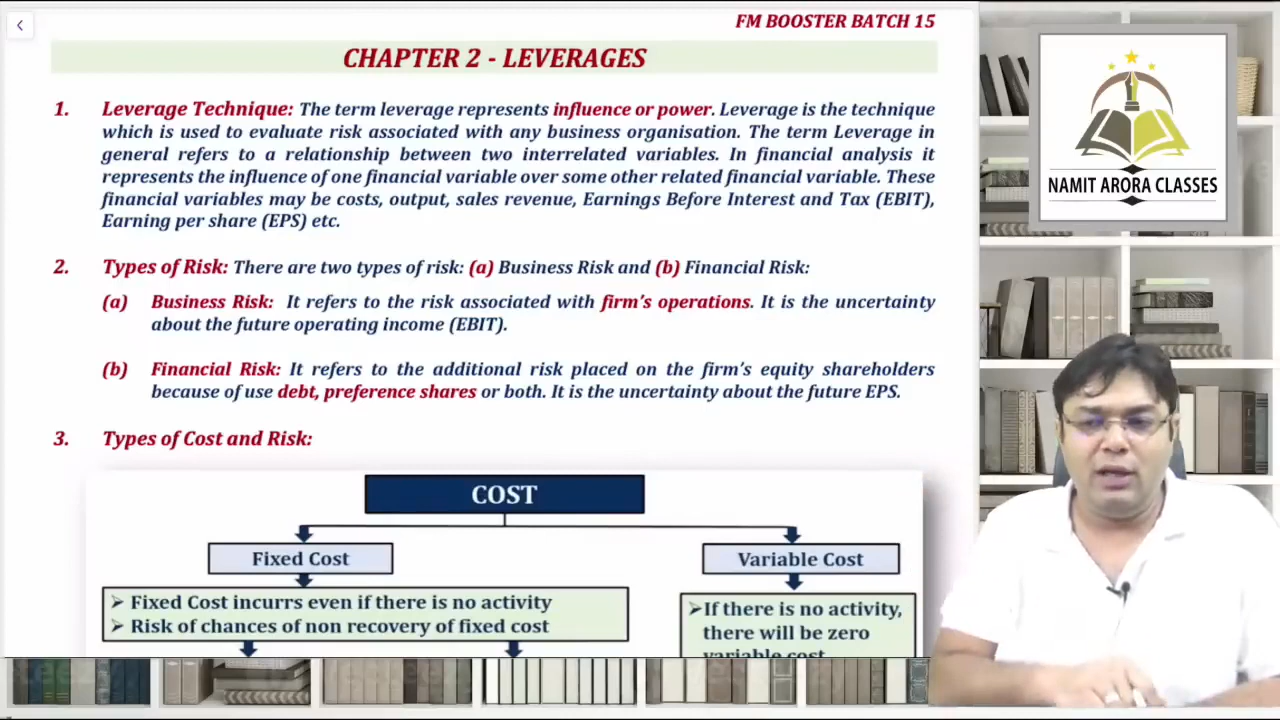 FM BOOSTER BATCH 15
CHAPTER 2 - LEVERAGES
1. Leverage Technique: The term leverage represents influence or power. Leverage is the technique
which is used to evaluate risk associated with any business organisation. The term Leverage in
general refers to a relationship between two interrelated variables. In financial analysis it
represents the influence of one financial variable over some other related financial variable. These
financial variables may be costs, output, sales revenue, Earnings Before Interest and Tax (EBIT),
Earning per share (EPS) etc.
2. Types of Risk: There are two types of risk: (a) Business Risk and (b) Financial Risk:
(a) Business Risk: It refers to the risk associated with firm's operations. It is the uncertainty
about the future operating income (EBIT).
(b) Financial Risk: It refers to the additional risk placed on the firm's equity shareholders
because of use debt, preference shares or both. It is the uncertainty about the future EPS.
3. Types of Cost and Risk:
COST
Fixed Cost
Variable Cost
➢ Fixed Cost incurrs even if there is no activity
➢ Risk of chances of non recovery of fixed cost
➢If there is no activity,
there will be zero
variable cost
NAMIT ARORA CLASSES